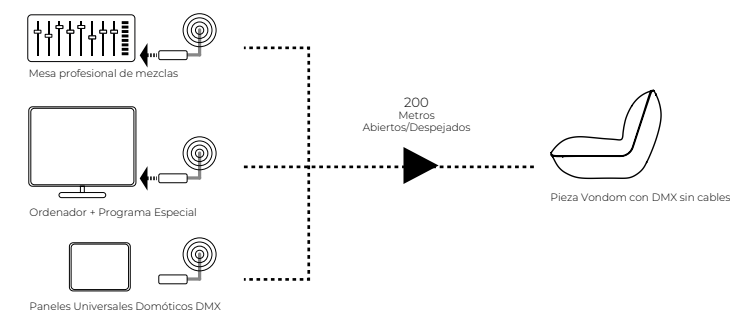 Mesa profesional de mezclas
200
Metros
Abiertos/Despejados
Ordenador + Programa Especial
Pieza Vondom con DMX sin cables
Paneles Universales Domóticos DMX